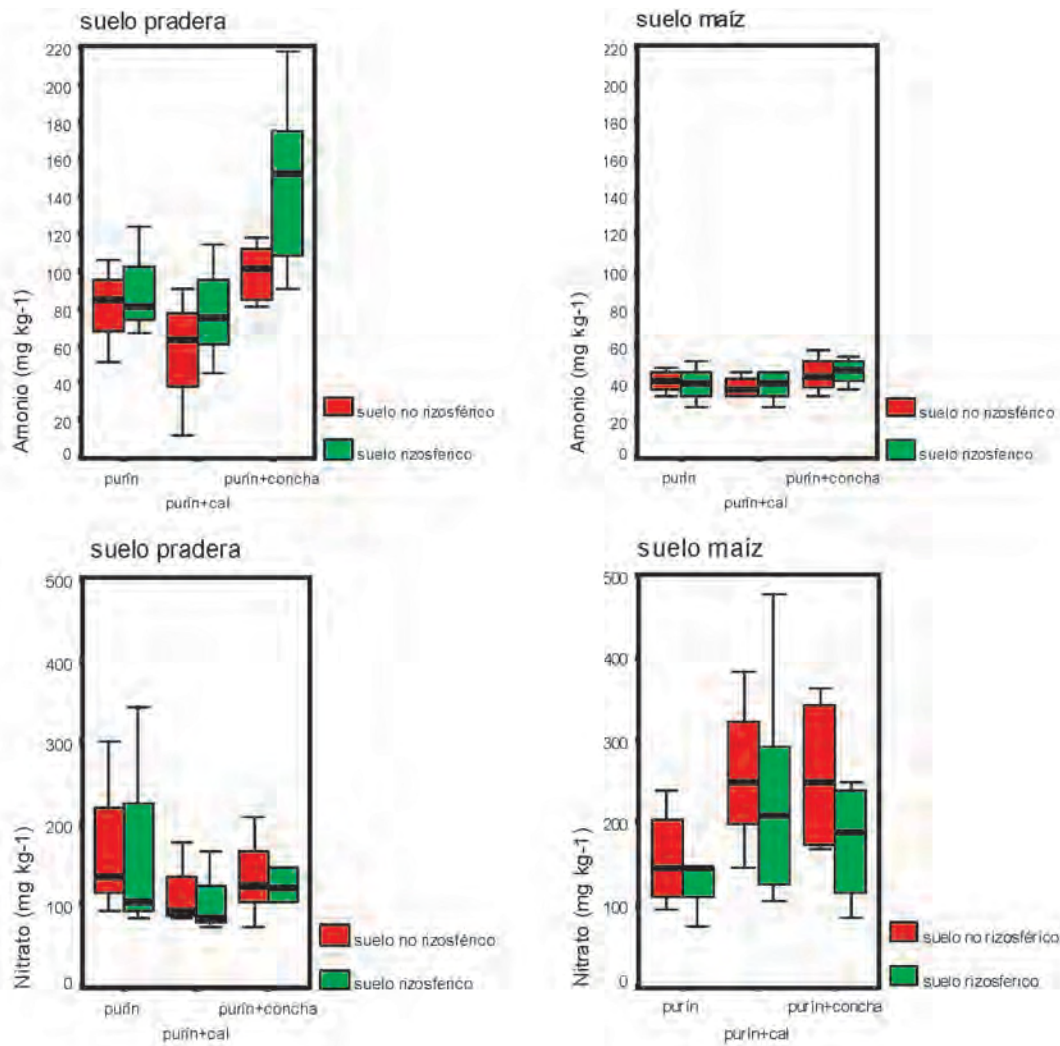 suelo pradera
220
200
180
160
140
120
100
80
60
40
20
0
Amonio (mg kg-1)
purín
purín+cal
purín+concha
suelo no rizosférico
suelo rizosferico
suelo maíz
220
200
180
160
140
120
100
80
60
40
20
0
Amonio (mg kg-1)
purín
purín+cal
purín+concha
suelo no rizosférico
suelo rizosferico
suelo pradera
500
400
300
200
100
0
Nitrato (mg kg-1)
purín
purín+cal
purín+concha
suelo no rizosférico
suelo rizosferico
suelo maíz
500
400
300
200
100
0
Nitrato (mg kg-1)
purín
purín+cal
purín+concha
suelo no rizosférico
suelo rizosferico